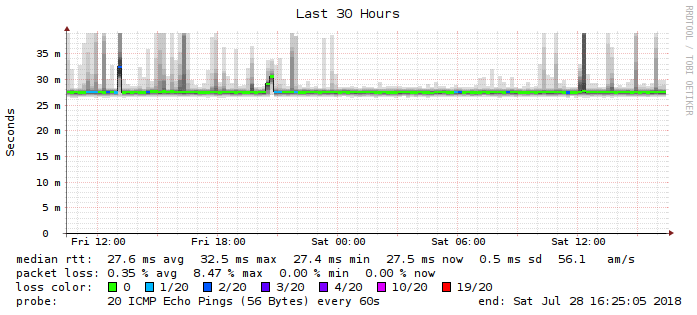 Last 30 Hours
RRDTOOL / TOBI OETIKER
Seconds
35 m
30 m
25 m
20 m
15 m
10 m
5 m
0
Fri 12:00 Fri 18:00 Sat 00:00 Sat 06:00 Sat 12:00
median rtt: 27.6 ms avg 32.5 ms max 27.4 ms min 27.5 ms now 0.5 ms sd 56.1 am/s
packet loss: 0.35 % avg 8.47 % max 0.00 % min 0.00 % now
loss color: 0 1/20 2/20 3/20 4/20 10/20 19/20
probe: 20 ICMP Echo Pings (56 Bytes) every 60s end: Sat Jul 28 16:25:05 2018